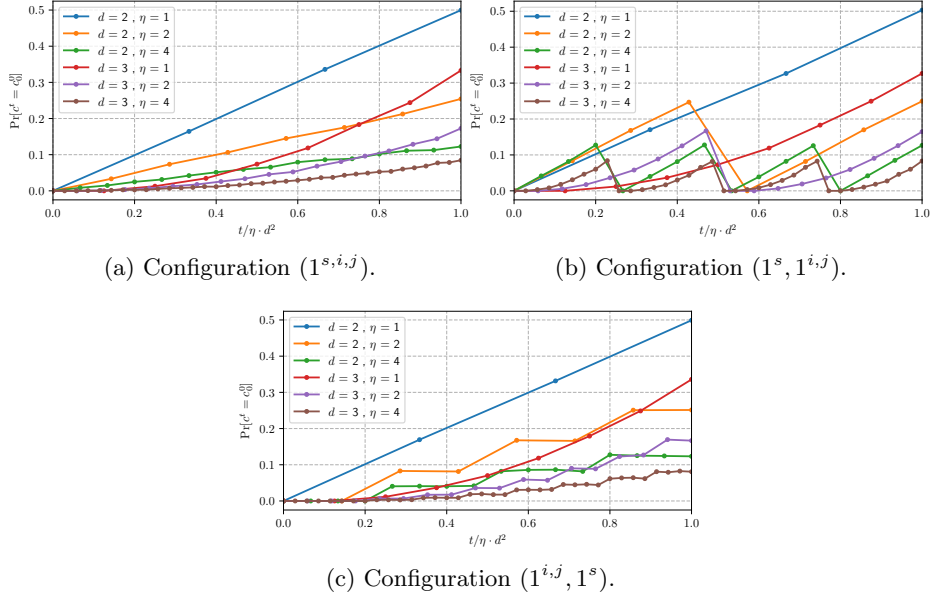 0.5
0.4
0.3
0.2
0.1
0.0
Pr[c^t = c_0^0]
d = 2 , η = 1
d = 2 , η = 2
d = 2 , η = 4
d = 3 , η = 1
d = 3 , η = 2
d = 3 , η = 4
0.0 0.2 0.4 0.6 0.8 1.0
t/η · d²
(a) Configuration (1^{s,i,j}).
0.5
0.4
0.3
0.2
0.1
0.0
Pr[c^t = c_0^0]
d = 2 , η = 1
d = 2 , η = 2
d = 2 , η = 4
d = 3 , η = 1
d = 3 , η = 2
d = 3 , η = 4
0.0 0.2 0.4 0.6 0.8 1.0
t/η · d²
(b) Configuration (1^s, 1^{i,j}).
0.5
0.4
0.3
0.2
0.1
0.0
Pr[c^t = c_0^0]
d = 2 , η = 1
d = 2 , η = 2
d = 2 , η = 4
d = 3 , η = 1
d = 3 , η = 2
d = 3 , η = 4
0.0 0.2 0.4 0.6 0.8 1.0
t/η · d²
(c) Configuration (1^{i,j}, 1^s).